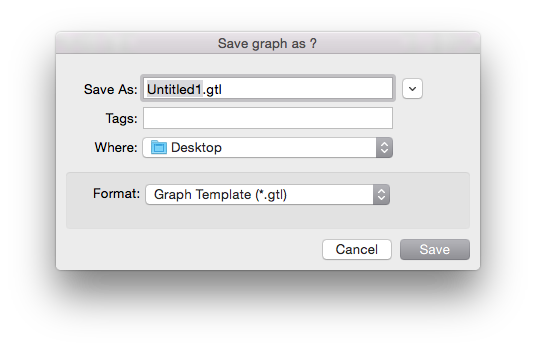 Save graph as ?
Save As: Untitled1.gtl
Tags:
Where: Desktop
Format: Graph Template (*.gtl)
Cancel Save